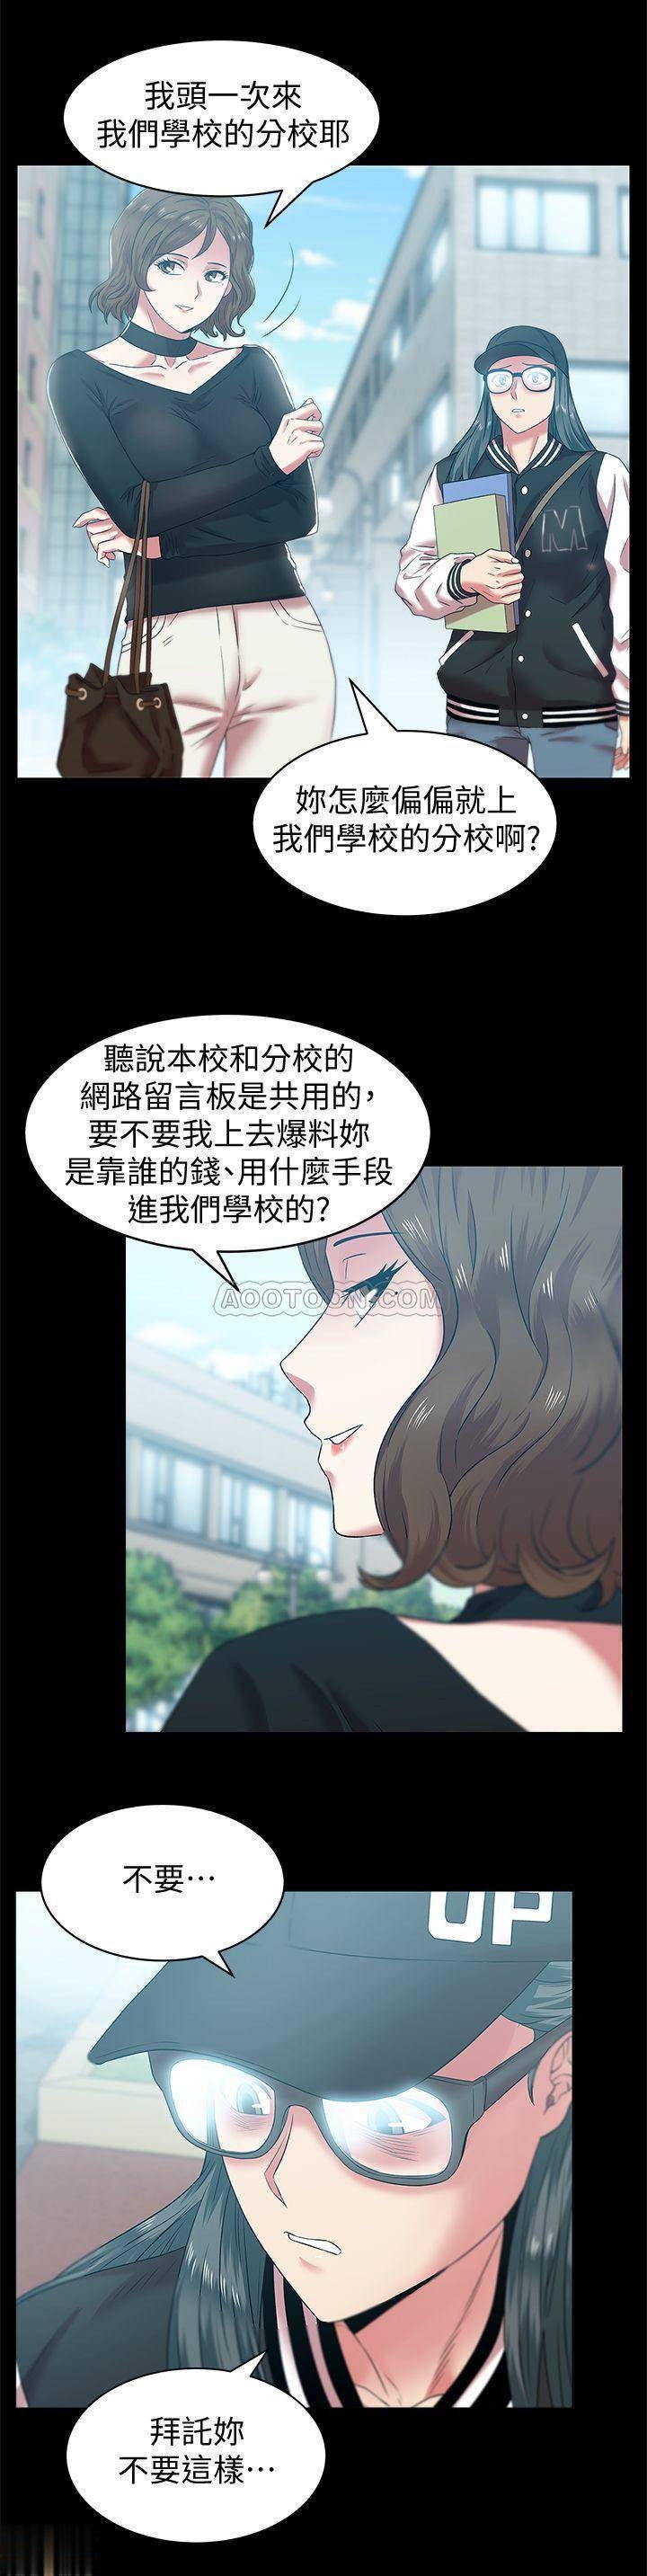 我頭一次來
我們學校的分校耶
M
妳怎麼偏偏就上
我們學校的分校啊?
聽說本校和分校的
網路留言板是共用的,
要不要我上去爆料妳
是靠誰的錢、用什麼手段
進我們學校的?
AOOTOON.COM
不要…
UP
拜託妳
不要這樣…